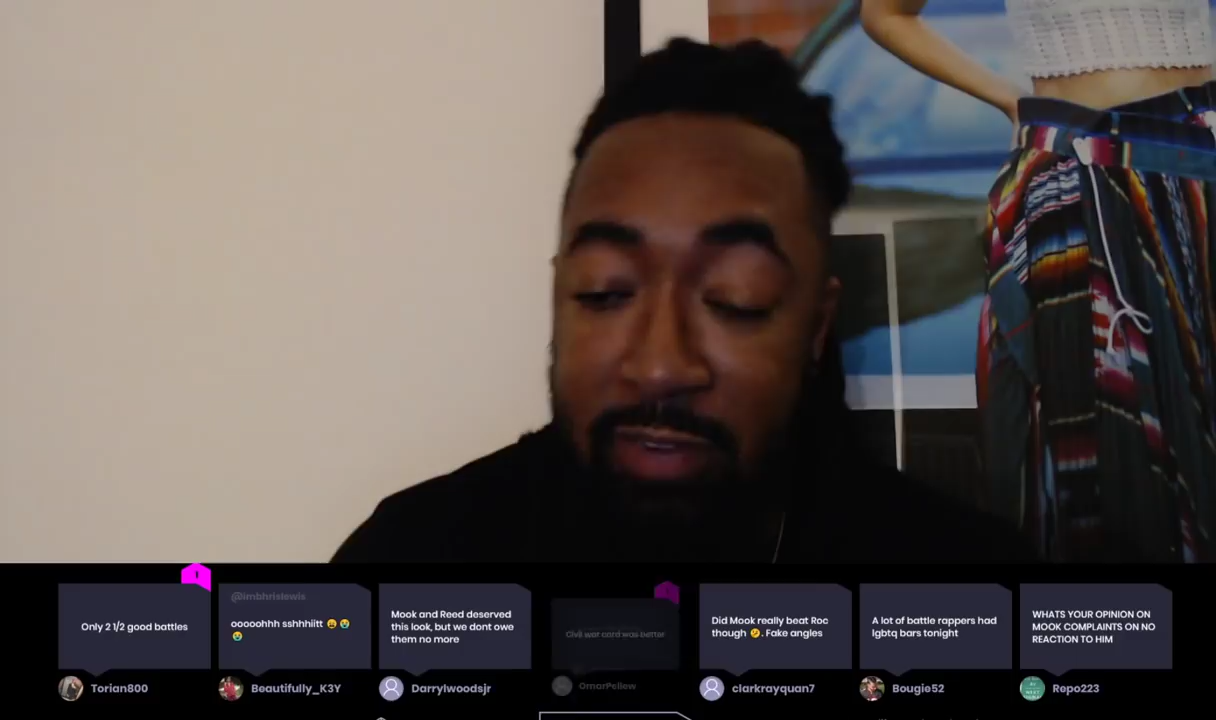 1
Only 2 1/2 good battles
Torian800
@imbhrislewis
ooooohhh sshhhiitt 😩 😭
😭
Beautifully_K3Y
Mook and Reed deserved
this look, but we dont owe
them no more
Darrylwoodsjr
Civil war card was better
OmarPellew
Did Mook really beat Roc
though 🤔. Fake angles
clarkrayquan7
A lot of battle rappers had
lgbtq bars tonight
Bougie52
WHATS YOUR OPINION ON
MOOK COMPLAINTS ON NO
REACTION TO HIM
Repo223